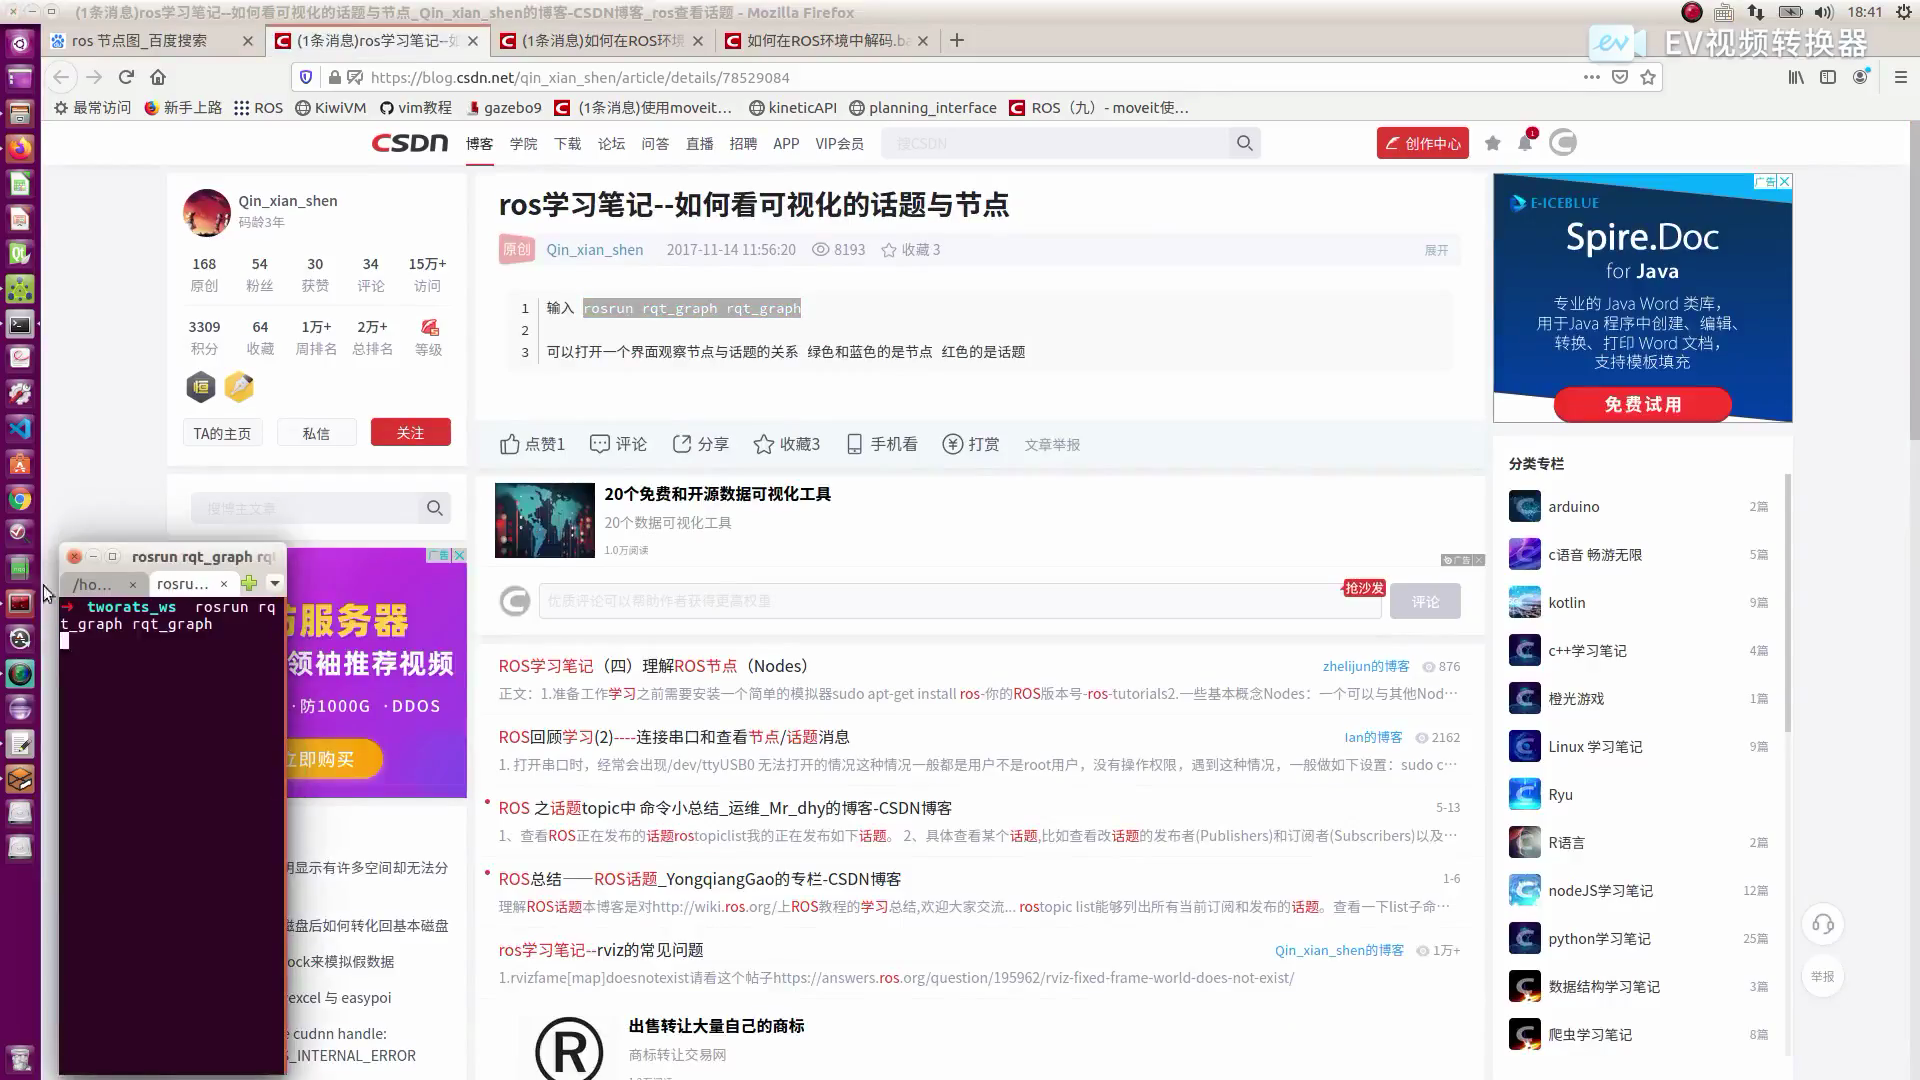 (1条消息)ros学习笔记--如何看可视化的话题与节点_Qin_xian_shen的博客-CSDN博客_ros查看话题 - Mozilla Firefox
18:41
ros 节点图_百度搜索
(1条消息)ros学习笔记--如
(1条消息)如何在ROS环境
如何在ROS环境中解码.ba
EV视频转换器
https://blog.csdn.net/qin_xian_shen/article/details/78529084
最常访问 新手上路 ROS KiwiVM vim教程 gazebo9 (1条消息)使用moveit… kineticAPI planning_interface ROS（九）- moveit使…
CSDN 博客 学院 下载 论坛 问答 直播 招聘 APP VIP会员 搜CSDN 创作中心 1
Qin_xian_shen
码龄3年
168 54 30 34 15万+
原创 粉丝 获赞 评论 访问
3309 64 1万+ 2万+
积分 收藏 周排名 总排名 等级
TA的主页 私信 关注
搜博主文章
ros学习笔记--如何看可视化的话题与节点
原创 Qin_xian_shen 2017-11-14 11:56:20 8193 收藏 3 展开
1 输入 rosrun rqt_graph rqt_graph
2
3 可以打开一个界面观察节点与话题的关系 绿色和蓝色的是节点 红色的是话题
点赞1 评论 分享 收藏3 手机看 打赏 文章举报
20个免费和开源数据可视化工具
20个数据可视化工具
1.0万阅读
广告
优质评论可以帮助作者获得更高权重
抢沙发
评论
ROS学习笔记（四）理解ROS节点（Nodes） zhelijun的博客 876
正文：1.准备工作学习之前需要安装一个简单的模拟器sudo apt-get install ros-你的ROS版本号-ros-tutorials2.一些基本概念Nodes：一个可以与其他Nod…
ROS回顾学习(2)----连接串口和查看节点/话题消息 Ian的博客 2162
1. 打开串口时，经常会出现/dev/ttyUSB0 无法打开的情况这种情况一般都是用户不是root用户，没有操作权限，遇到这种情况，一般做如下设置：sudo c…
ROS 之话题topic中 命令小总结_运维_Mr_dhy的博客-CSDN博客 5-13
1、查看ROS正在发布的话题rostopiclist我的正在发布如下话题。 2、具体查看某个话题,比如查看改话题的发布者(Publishers)和订阅者(Subscribers)以及…
ROS总结——ROS话题_YongqiangGao的专栏-CSDN博客 1-6
理解ROS话题本博客是对http://wiki.ros.org/上ROS教程的学习总结,欢迎大家交流... rostopic list能够列出所有当前订阅和发布的话题。查看一下list子命…
ros学习笔记--rviz的常见问题 Qin_xian_shen的博客 1万+
1.rvizfame[map]doesnotexist请看这个帖子https://answers.ros.org/question/195962/rviz-fixed-frame-world-does-not-exist/
出售转让大量自己的商标
商标转让交易网
R
rosrun rqt_graph rq
/ho... rosru...
tworats_ws rosrun rq
t_graph rqt_graph
广告
防服务器
领袖推荐视频
·防1000G ·DDOS
立即购买
明显示有许多空间却无法分
磁盘后如何转化回基本磁盘
ock来模拟假数据
excel 与 easypoi
e cudnn handle:
S_INTERNAL_ERROR
广告
E-ICEBLUE
Spire.Doc
for Java
专业的 Java Word 类库，
用于Java 程序中创建、编辑、
转换、打印 Word 文档，
支持模板填充
免费试用
分类专栏
arduino 2篇
c语音 畅游无限 5篇
kotlin 9篇
c++学习笔记 4篇
橙光游戏 1篇
Linux 学习笔记 9篇
Ryu
R语言 2篇
nodeJS学习笔记 12篇
python学习笔记 25篇
数据结构学习笔记 3篇
爬虫学习笔记 8篇
举报